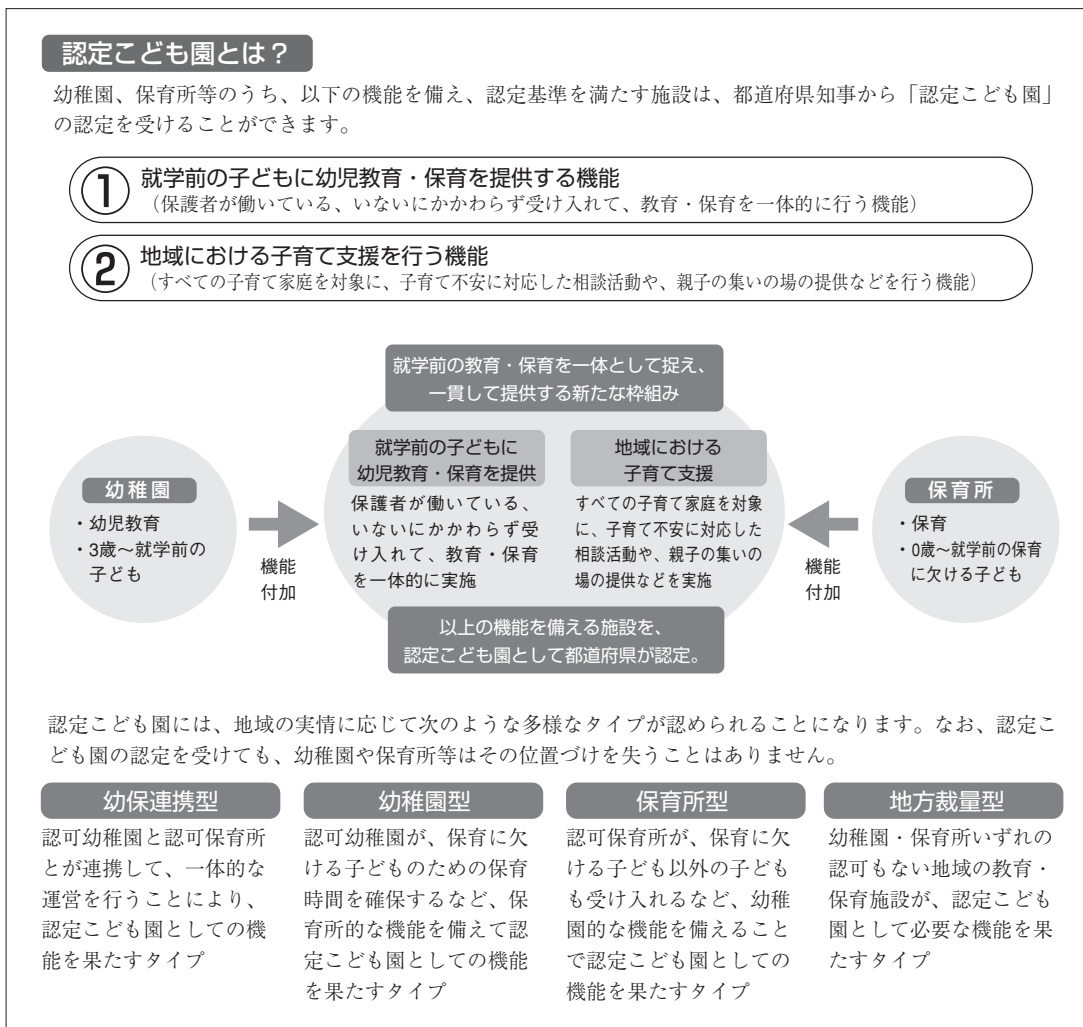 認定こども園とは？
幼稚園、保育所等のうち、以下の機能を備え、認定基準を満たす施設は、都道府県知事から「認定こども園」
の認定を受けることができます。
① 就学前の子どもに幼児教育・保育を提供する機能
（保護者が働いている、いないにかかわらず受け入れて、教育・保育を一体的に行う機能）
② 地域における子育て支援を行う機能
（すべての子育て家庭を対象に、子育て不安に対応した相談活動や、親子の集いの場の提供などを行う機能）
就学前の教育・保育を一体として捉え、
一貫して提供する新たな枠組み
幼稚園
・幼児教育
・3歳～就学前の
子ども
機能
付加
就学前の子どもに
幼児教育・保育を提供
保護者が働いている、
いないにかかわらず受
け入れて、教育・保育
を一体的に実施
地域における
子育て支援
すべての子育て家庭を対象
に、子育て不安に対応した
相談活動や、親子の集いの
場の提供などを実施
機能
付加
保育所
・保育
・0歳～就学前の保育
に欠ける子ども
以上の機能を備える施設を、
認定こども園として都道府県が認定。
認定こども園には、地域の実情に応じて次のような多様なタイプが認められることになります。なお、認定こ
ども園の認定を受けても、幼稚園や保育所等はその位置づけを失うことはありません。
幼保連携型
認可幼稚園と認可保育所
とが連携して、一体的な
運営を行うことにより、
認定こども園としての機
能を果たすタイプ
幼稚園型
認可幼稚園が、保育に欠
ける子どものための保育
時間を確保するなど、保
育所的な機能を備えて認
定こども園としての機能
を果たすタイプ
保育所型
認可保育所が、保育に欠
ける子ども以外の子ども
も受け入れるなど、幼稚
園的な機能を備えること
で認定こども園としての
機能を果たすタイプ
地方裁量型
幼稚園・保育所いずれの
認可もない地域の教育・
保育施設が、認定こども
園として必要な機能を果
たすタイプ